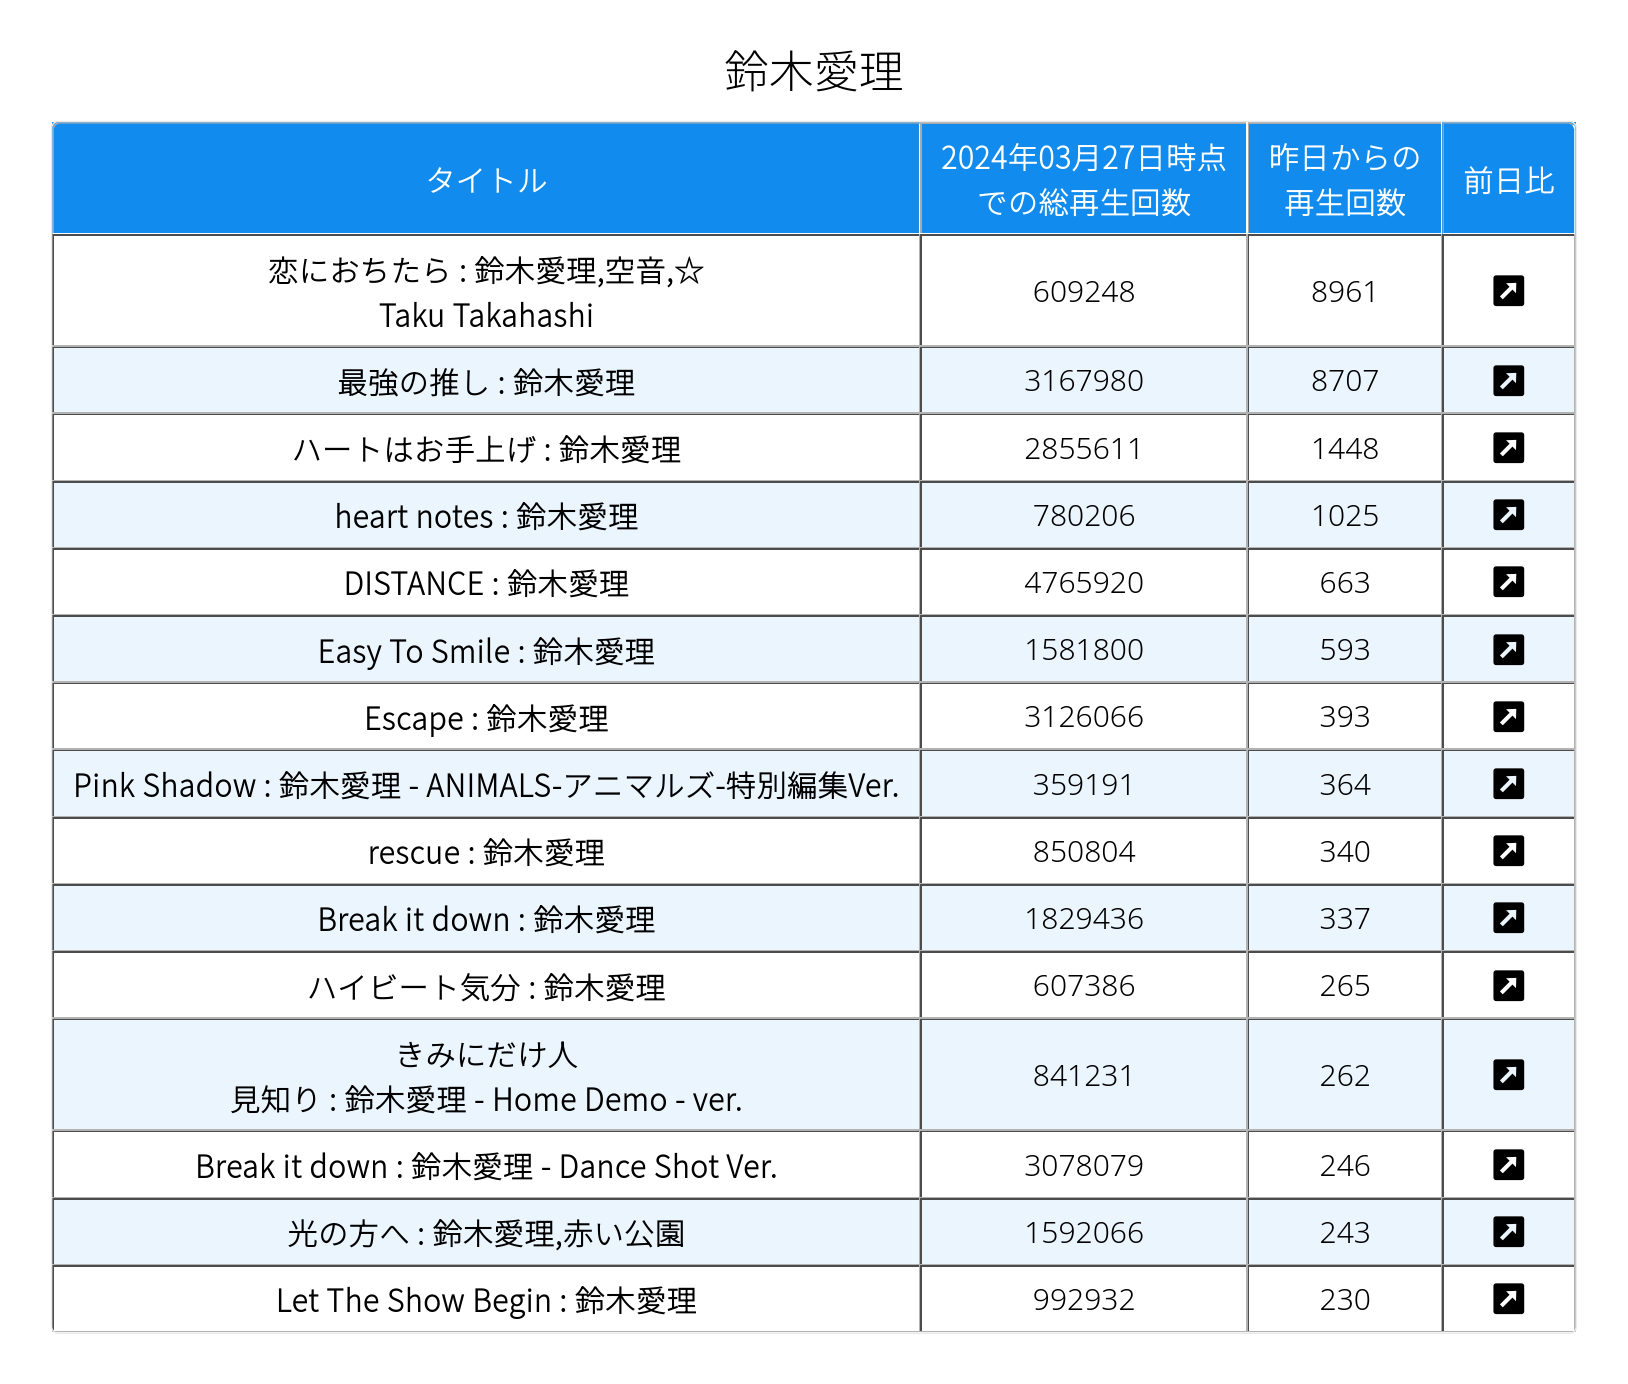 鈴木愛理
タイトル
2024年03月27日時点
での総再生回数
昨日からの
再生回数
前日比
恋におちたら : 鈴木愛理,空音,☆
Taku Takahashi
609248
8961
最強の推し : 鈴木愛理
3167980
8707
ハートはお手上げ : 鈴木愛理
2855611
1448
heart notes : 鈴木愛理
780206
1025
DISTANCE : 鈴木愛理
4765920
663
Easy To Smile : 鈴木愛理
1581800
593
Escape : 鈴木愛理
3126066
393
Pink Shadow : 鈴木愛理 - ANIMALS-アニマルズ-特別編集Ver.
359191
364
rescue : 鈴木愛理
850804
340
Break it down : 鈴木愛理
1829436
337
ハイビート気分 : 鈴木愛理
607386
265
きみにだけ人
見知り : 鈴木愛理 - Home Demo - ver.
841231
262
Break it down : 鈴木愛理 - Dance Shot Ver.
3078079
246
光の方へ : 鈴木愛理,赤い公園
1592066
243
Let The Show Begin : 鈴木愛理
992932
230